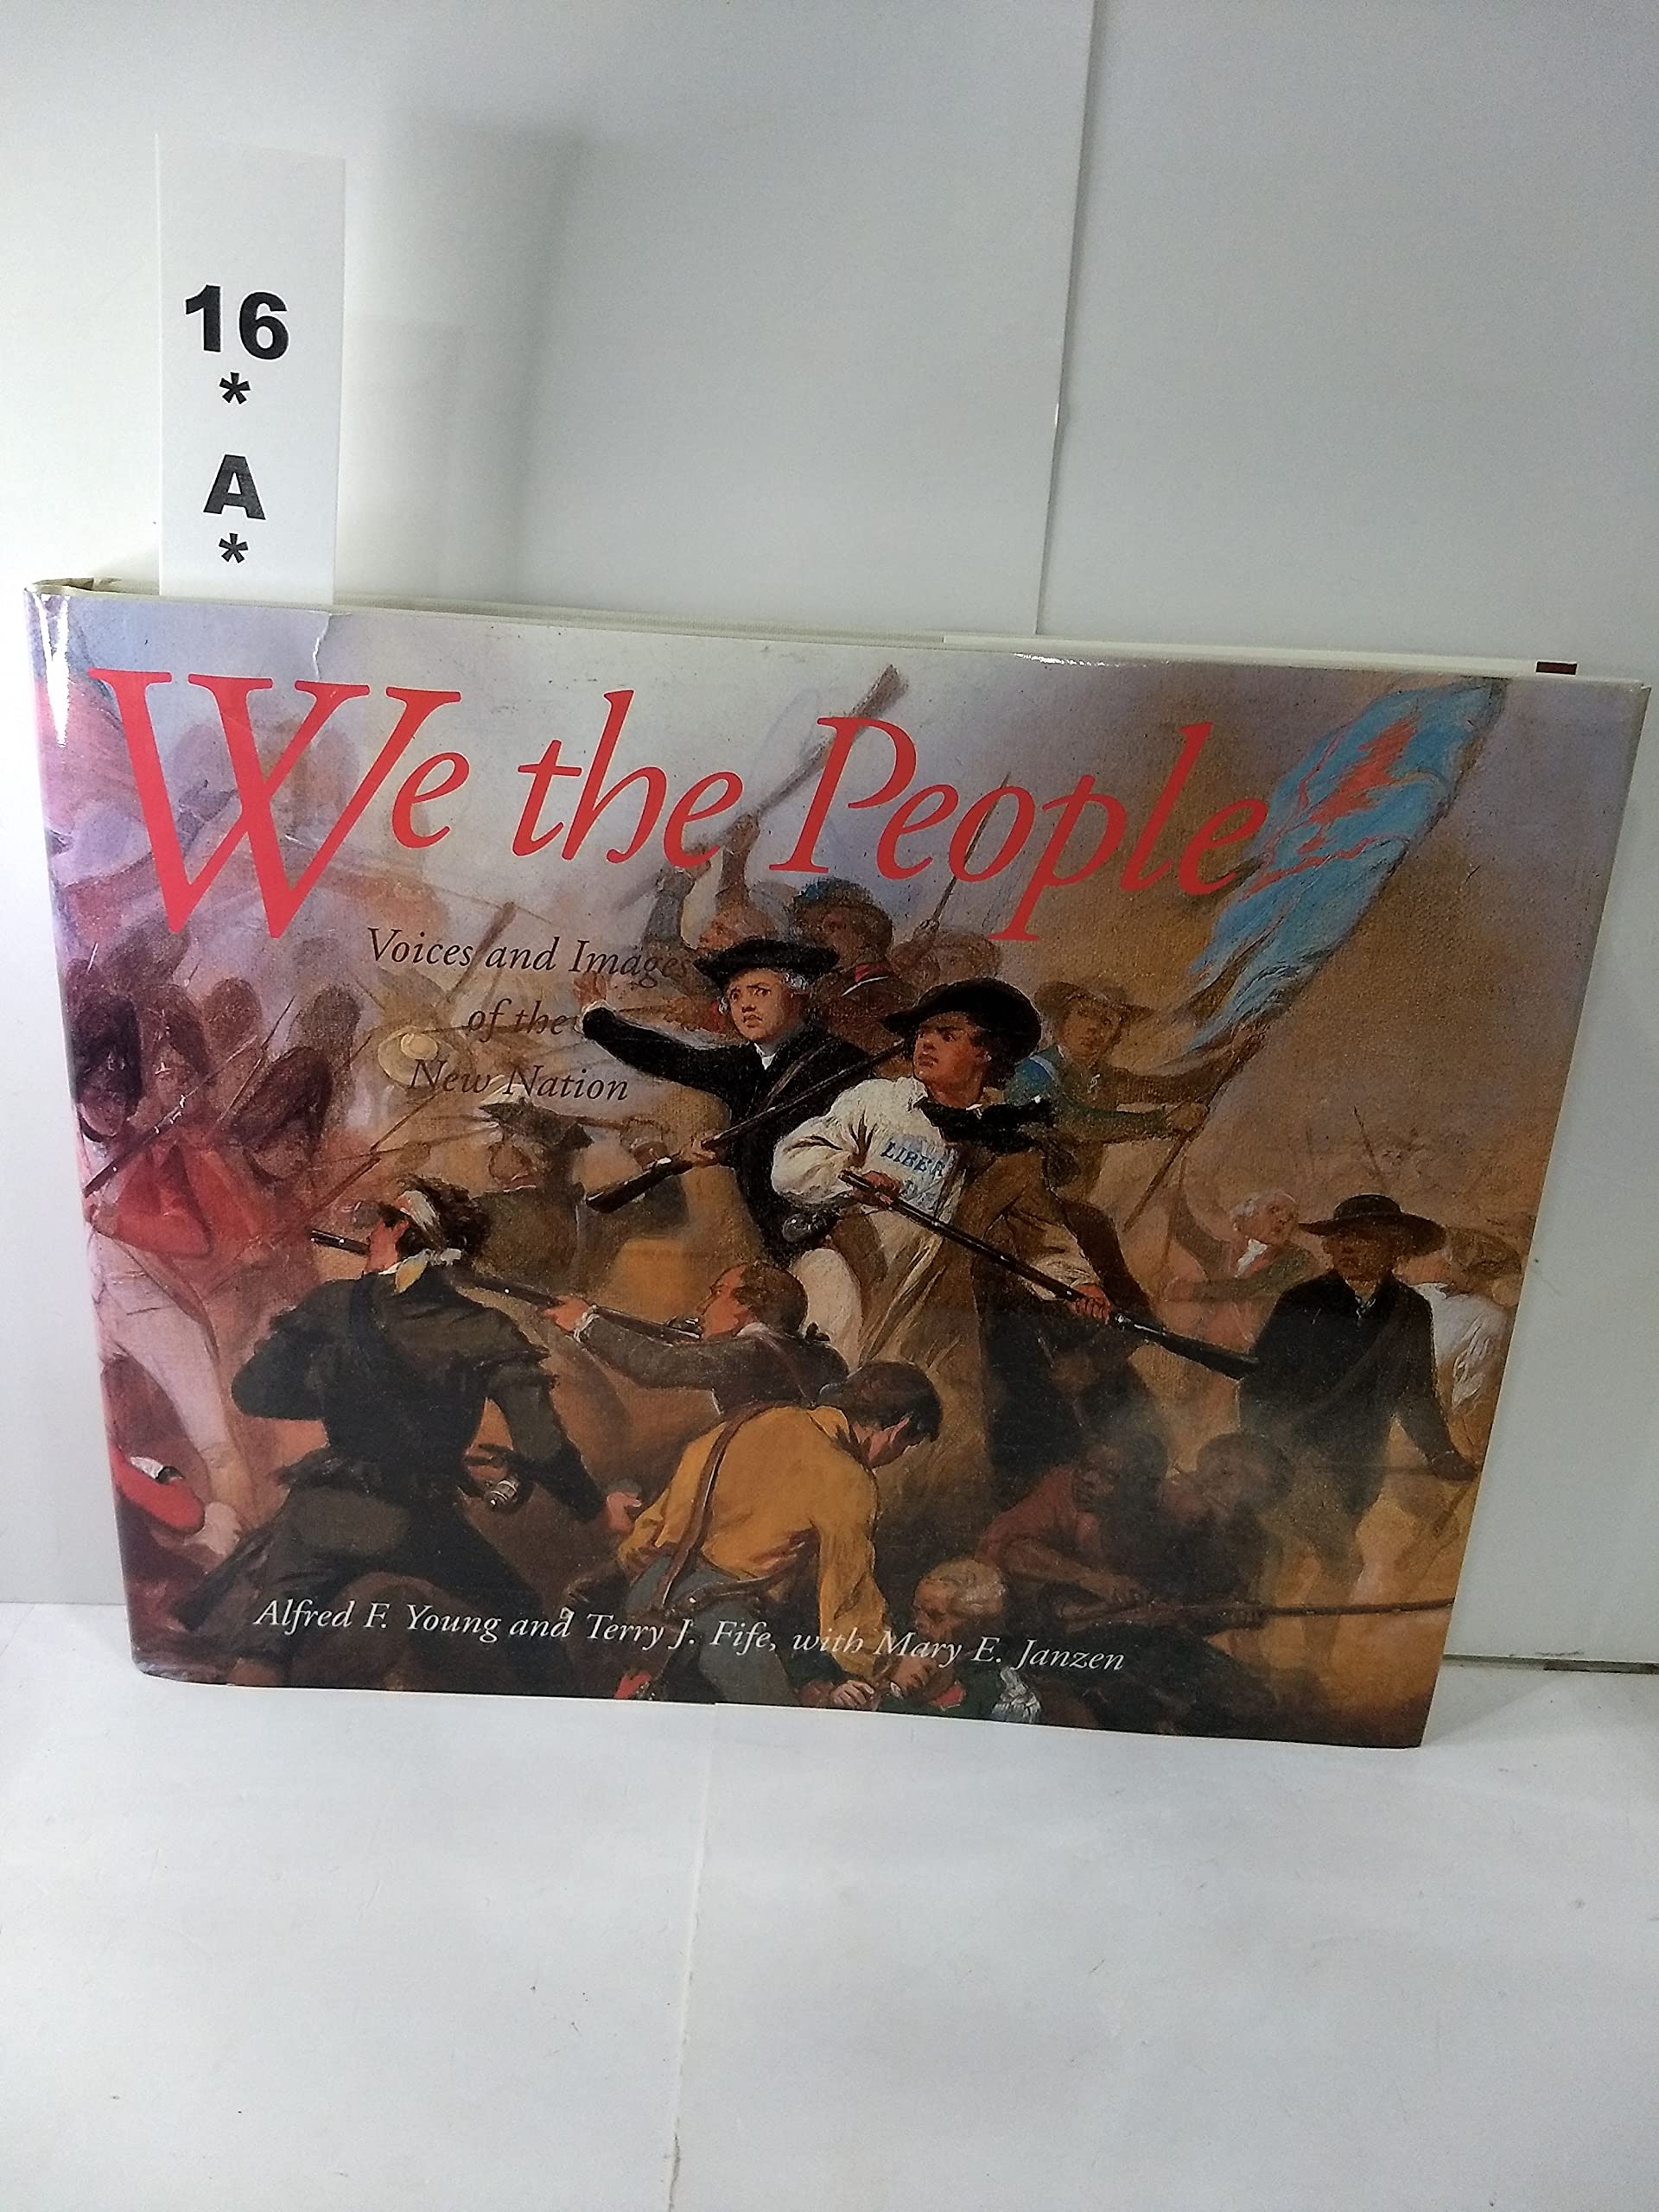 16
*
A
*
We the People
Voices and Images
of the
New Nation
LIBER
Alfred F. Young and Terry J. Fife, with Mary E. Janzen